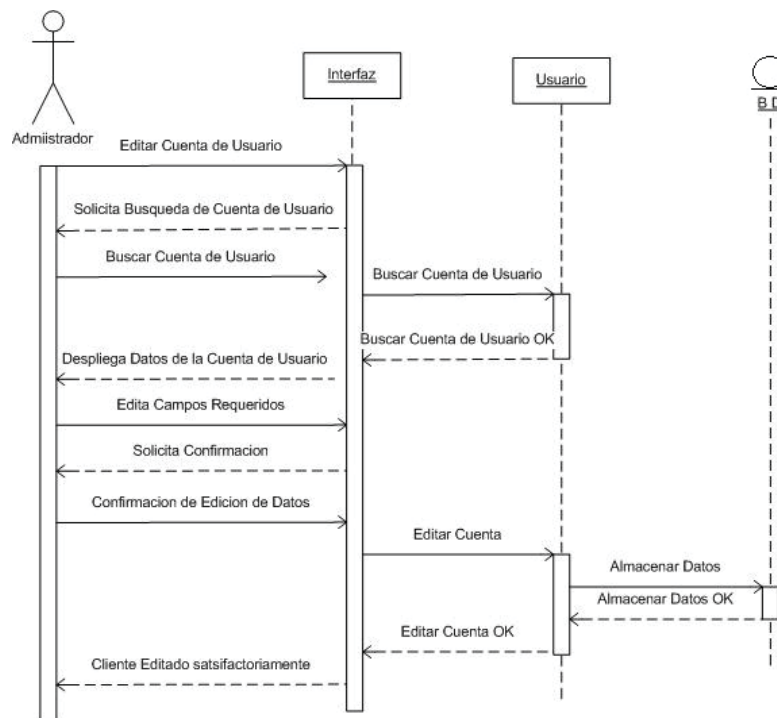 Interfaz
Usuario
B D
Admiistrador
Editar Cuenta de Usuario
Solicita Busqueda de Cuenta de Usuario
Buscar Cuenta de Usuario
Buscar Cuenta de Usuario
Buscar Cuenta de Usuario OK
Despliega Datos de la Cuenta de Usuario
Edita Campos Requeridos
Solicita Confirmacion
Confirmacion de Edicion de Datos
Editar Cuenta
Almacenar Datos
Almacenar Datos OK
Editar Cuenta OK
Cliente Editado satsifactoriamente